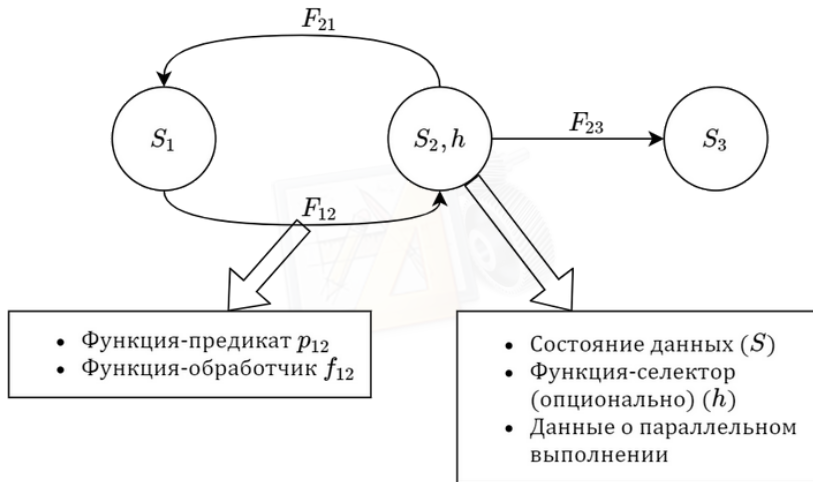 F₂₁
S₁
S₂, h
F₂₃
S₃
F₁₂
• Функция-предикат p₁₂
• Функция-обработчик f₁₂
• Состояние данных (S)
• Функция-селектор
(опционально) (h)
• Данные о параллельном
выполнении